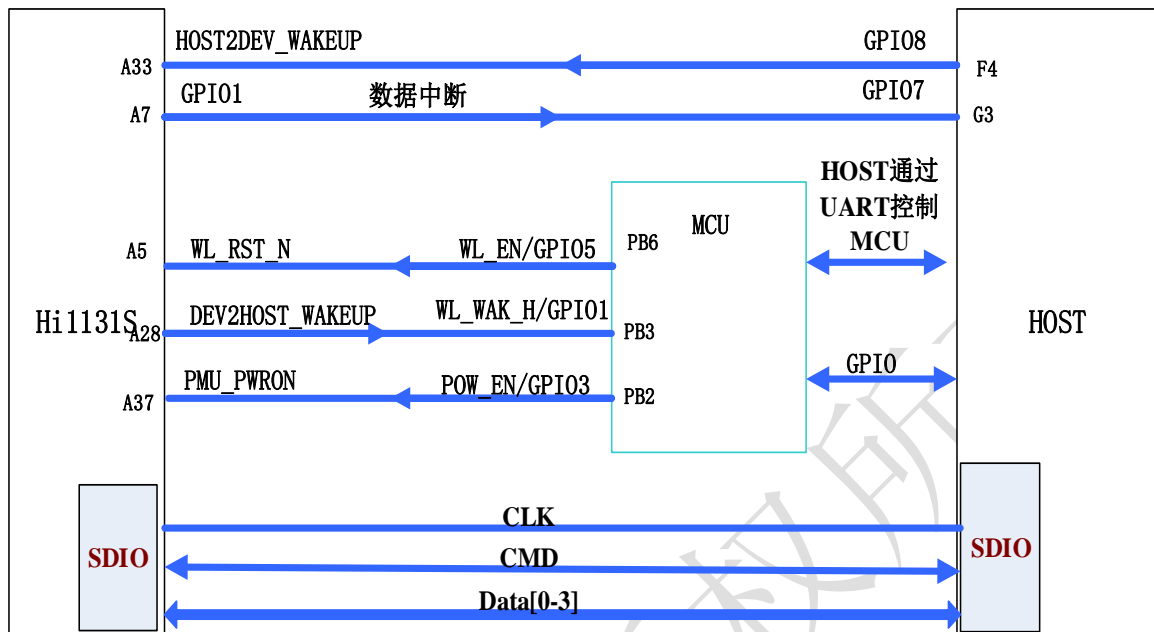 HOST2DEV_WAKEUP
GPIO8
A33
F4
GPIO1
数据中断
GPIO7
A7
G3
HOST通过
UART控制
MCU
MCU
A5
WL_RST_N
WL_EN/GPIO5
PB6
Hi1131S
A28
DEV2HOST_WAKEUP
WL_WAK_H/GPIO1
PB3
HOST
GPIO
A37
PMU_PWRON
POW_EN/GPIO3
PB2
SDIO
CLK
CMD
Data[0-3]
SDIO
权所